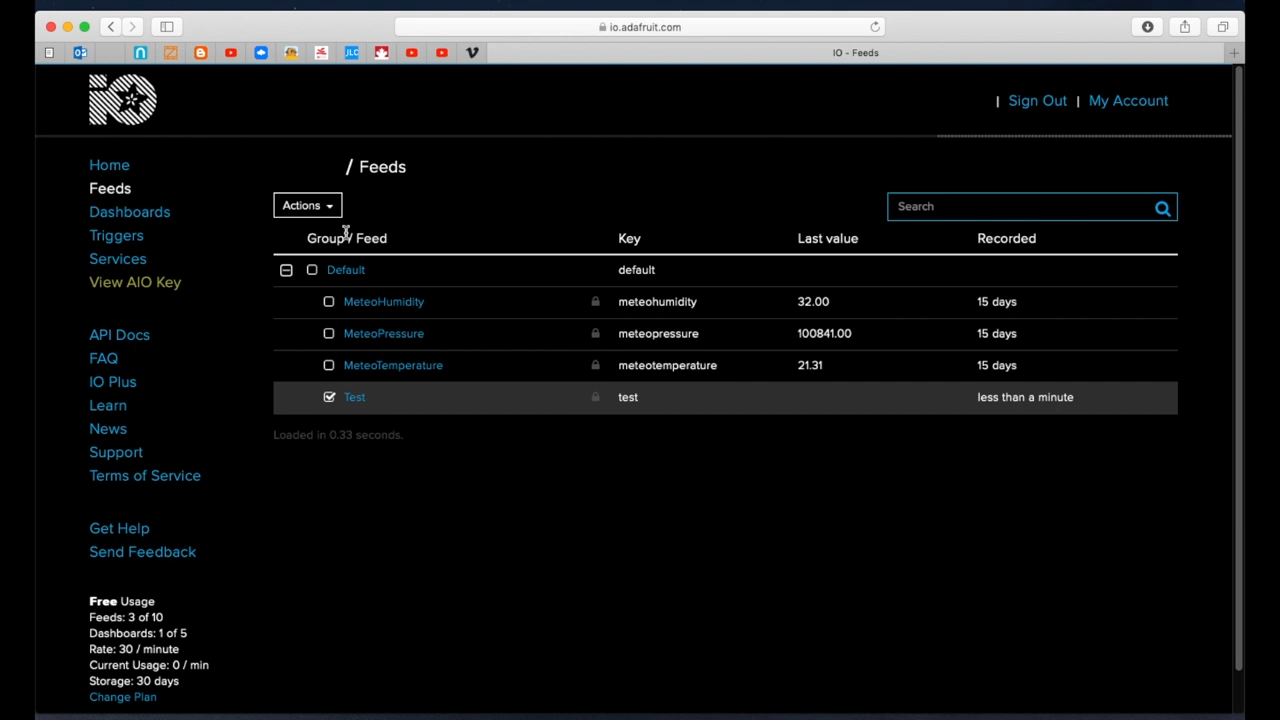 io.adafruit.com
IO - Feeds
JLC
IO
| Sign Out | My Account
Home
Feeds
Dashboards
Triggers
Services
View AIO Key
API Docs
FAQ
IO Plus
Learn
News
Support
Terms of Service
Get Help
Send Feedback
Free Usage
Feeds: 3 of 10
Dashboards: 1 of 5
Rate: 30 / minute
Current Usage: 0 / min
Storage: 30 days
Change Plan
/ Feeds
Actions
Search
Group / Feed Key Last value Recorded
Default default
MeteoHumidity meteohumidity 32.00 15 days
MeteoPressure meteopressure 100841.00 15 days
MeteoTemperature meteotemperature 21.31 15 days
Test test less than a minute
Loaded in 0.33 seconds.